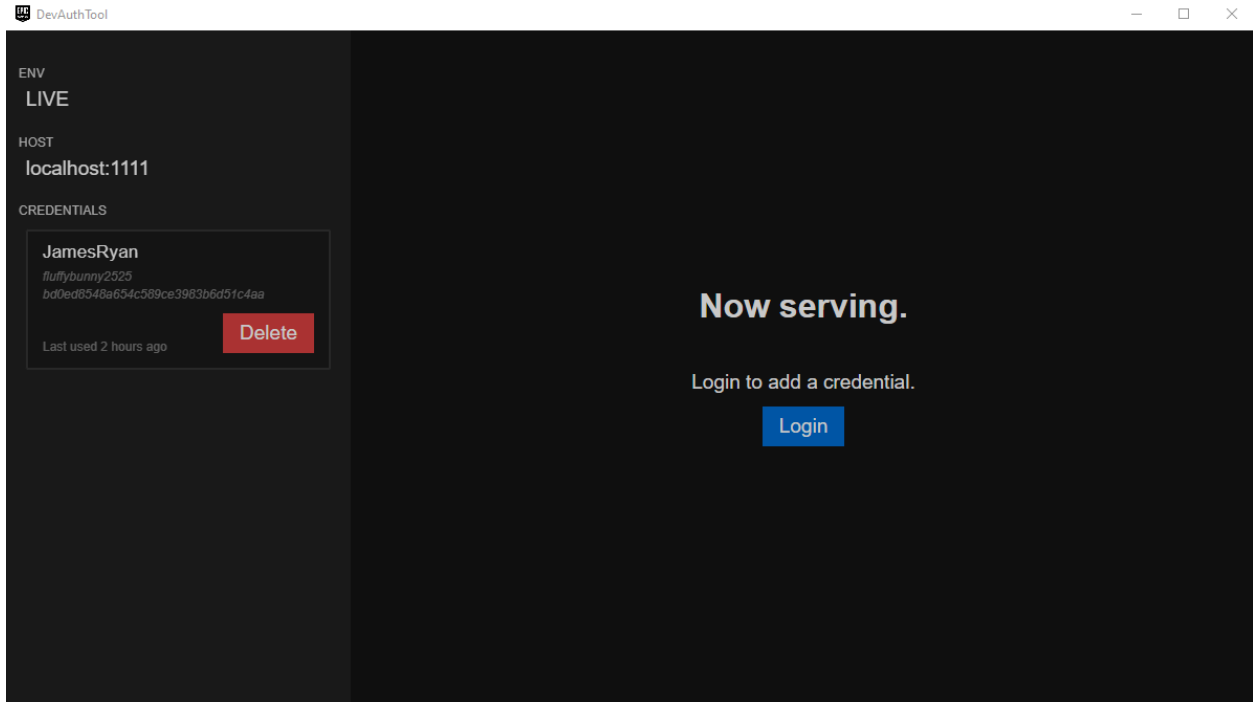 DevAuthTool
ENV
LIVE
HOST
localhost:1111
CREDENTIALS
JamesRyan
fluffybunny2525
bd0ed8548a654c589ce3983b6d51c4aa
Last used 2 hours ago
Delete
Now serving.
Login to add a credential.
Login